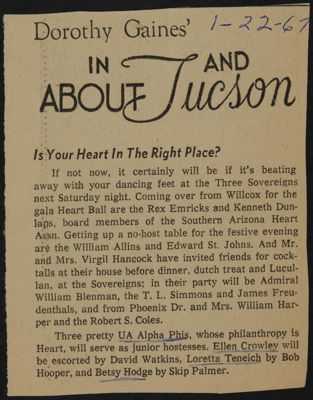 Dorothy Gaines' 1-22-67
IN AND
ABOUT Tucson
Is Your Heart In The Right Place?
If not now, it certainly will be if it's beating
away with your dancing feet at the Three Sovereigns
next Saturday night. Coming over from Willcox for the
gala Heart Ball are the Rex Emricks and Kenneth Dun-
laps, board members of the Southern Arizona Heart
Assn. Getting up a no-host table for the festive evening
are the William Allins and Edward St. Johns. And Mr.
and Mrs. Virgil Hancock have invited friends for cock-
tails at their house before dinner, dutch treat and Lucul-
lan, at the Sovereigns; in their party will be Admiral
William Blenman, the T. L. Simmons and James Freu-
denthals, and from Phoenix Dr. and Mrs. William Har-
per and the Robert S. Coles.
Three pretty UA Alpha Phis, whose philanthropy is
Heart, will serve as junior hostesses. Ellen Crowley will
be escorted by David Watkins, Loretta Teneich by Bob
Hooper, and Betsy Hodge by Skip Palmer.